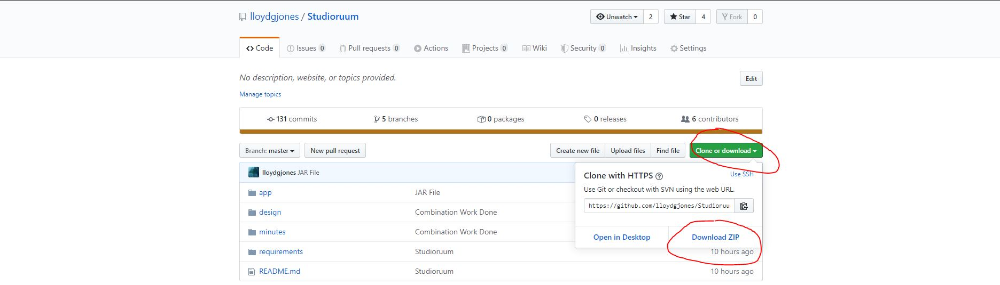 lloydgjones / Studioruum
Unwatch 2 Star 4 Fork 0
Code Issues 0 Pull requests 0 Actions Projects 0 Wiki Security 0 Insights Settings
No description, website, or topics provided.
Edit
Manage topics
131 commits 5 branches 0 packages 0 releases 6 contributors
Branch: master New pull request Create new file Upload files Find file Clone or download
lloydgjones JAR File
Clone with HTTPS ? Use SSH
Use Git or checkout with SVN using the web URL.
app JAR File
https://github.com/lloydgjones/Studioruu
design Combination Work Done
minutes Combination Work Done
Open in Desktop Download ZIP
requirements Studioruum 10 hours ago
README.md Studioruum 10 hours ago